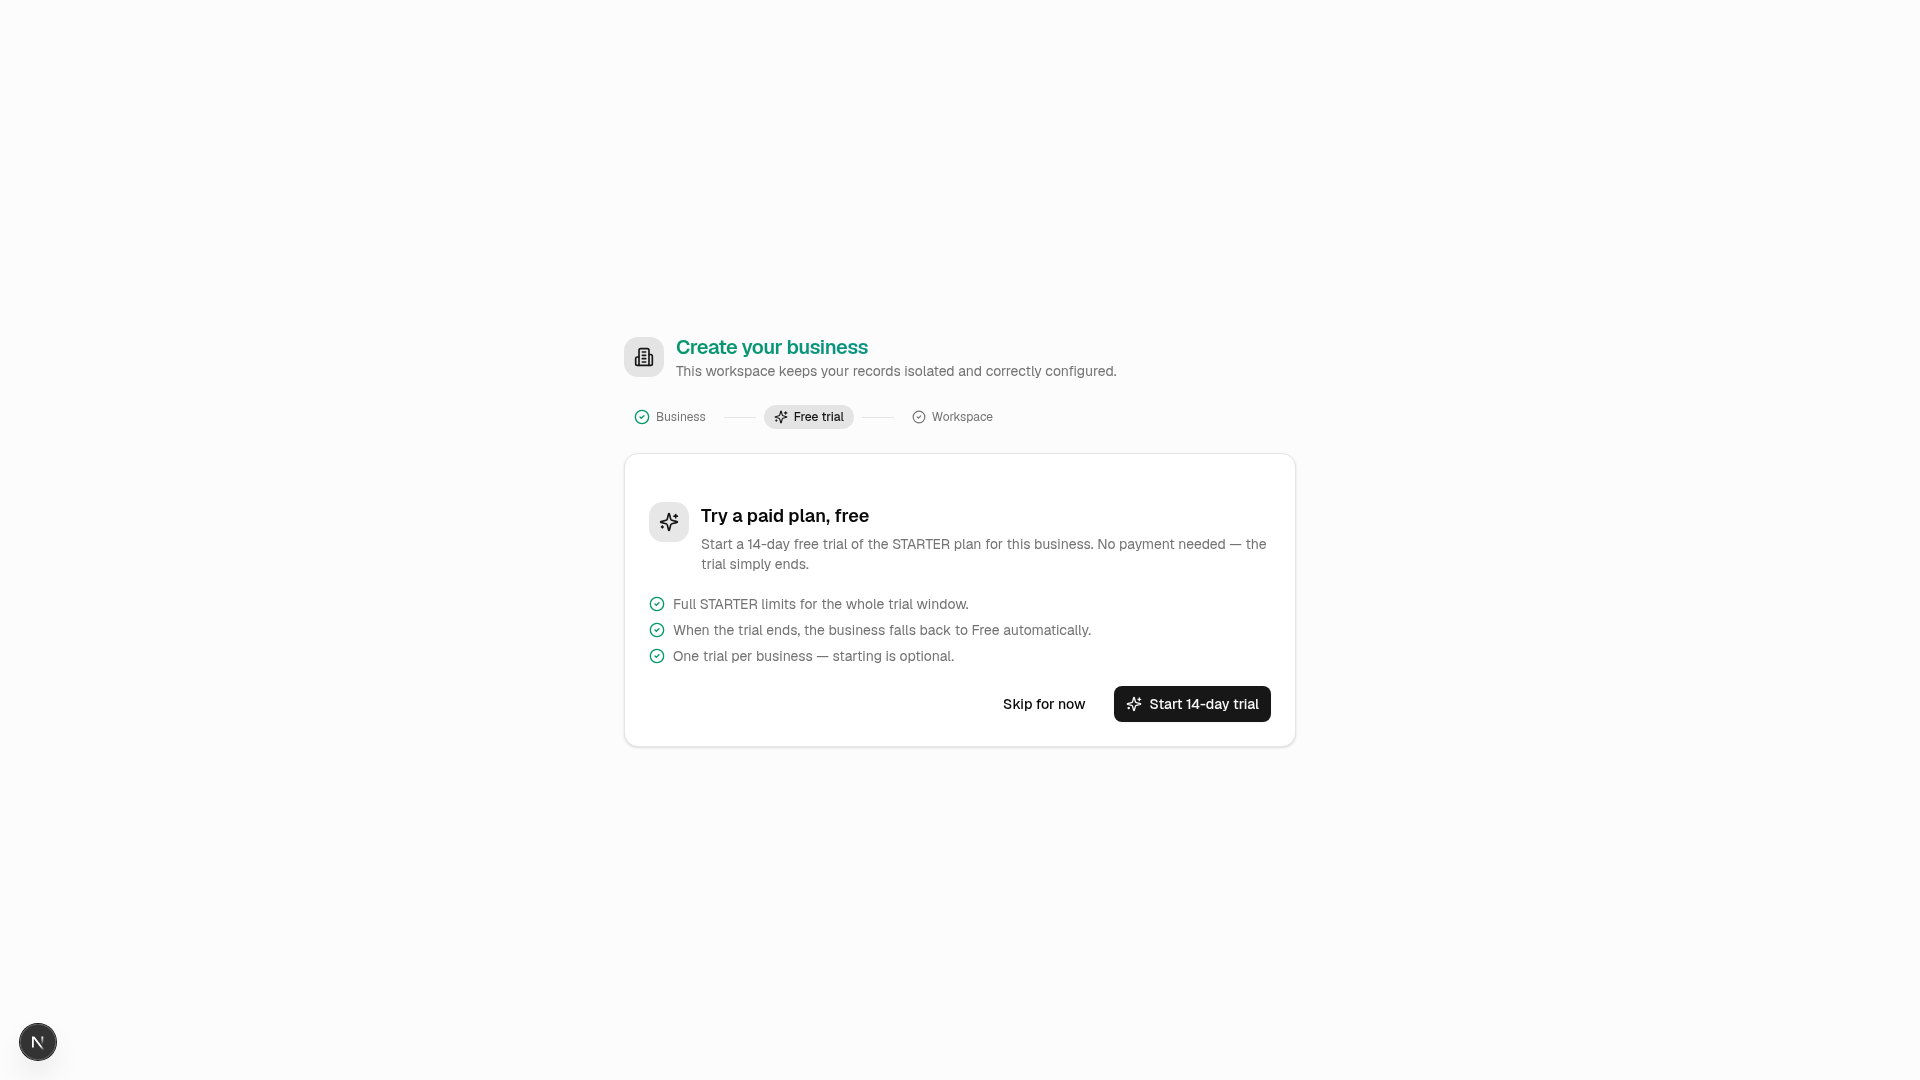 Create your business
This workspace keeps your records isolated and correctly configured.
Business
Free trial
Workspace
Try a paid plan, free
Start a 14-day free trial of the STARTER plan for this business. No payment needed — the
trial simply ends.
Full STARTER limits for the whole trial window.
When the trial ends, the business falls back to Free automatically.
One trial per business — starting is optional.
Skip for now
Start 14-day trial
N